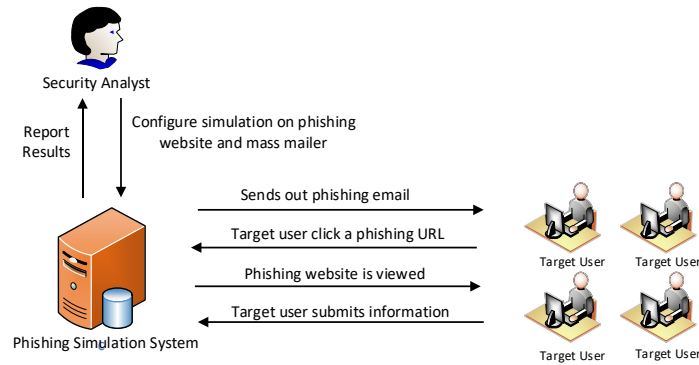 Security Analyst
Report
Results
Configure simulation on phishing
website and mass mailer
Sends out phishing email
Target user click a phishing URL
Phishing website is viewed
Target user submits information
Phishing Simulation System
Target User
Target User
Target User
Target User